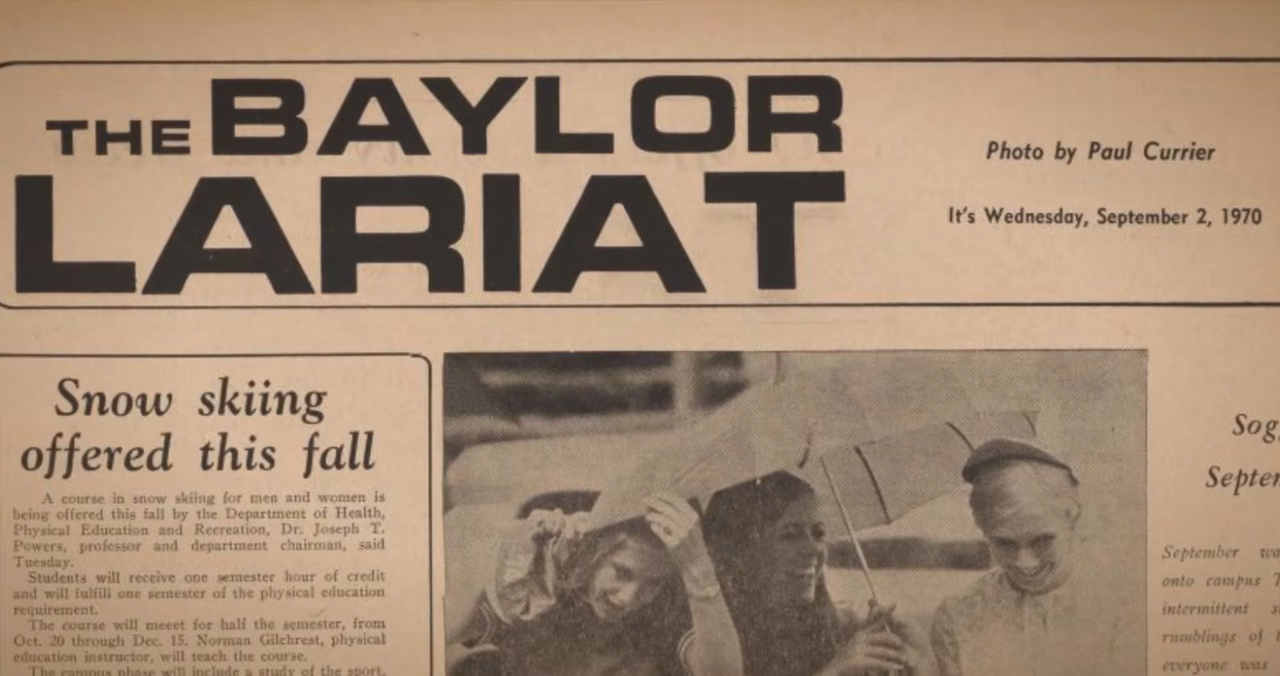 THE BAYLOR
LARIAT
Photo by Paul Currier
It's Wednesday, September 2, 1970
Snow skiing
offered this fall
A course in snow skiing for men and women is
being offered this fall by the Department of Health,
Physical Education and Recreation, Dr. Joseph T.
Powers, professor and department chairman, said
Tuesday.
Students will receive one semester hour of credit
and will fulfill one semester of the physical education
requirement.
The course will meeet for half the semester, from
Oct. 20 through Dec. 15. Norman Gilchrest, physical
education instructor, will teach the course.
The campus phase will include a study of the sport,
September
onto campus
intermittent
rumblings of
everyone was